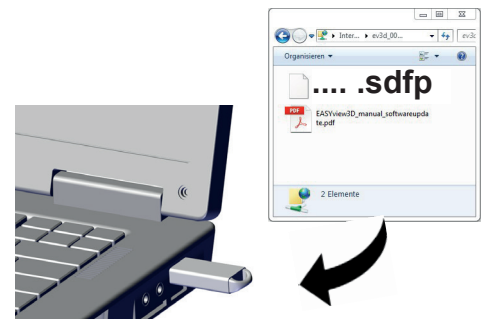 Inter... ▸ ev3d_00...
ev3d
Organisieren
.... .sdfp
PDF
EASYview3D_manual_softwareupda
te.pdf
2 Elemente